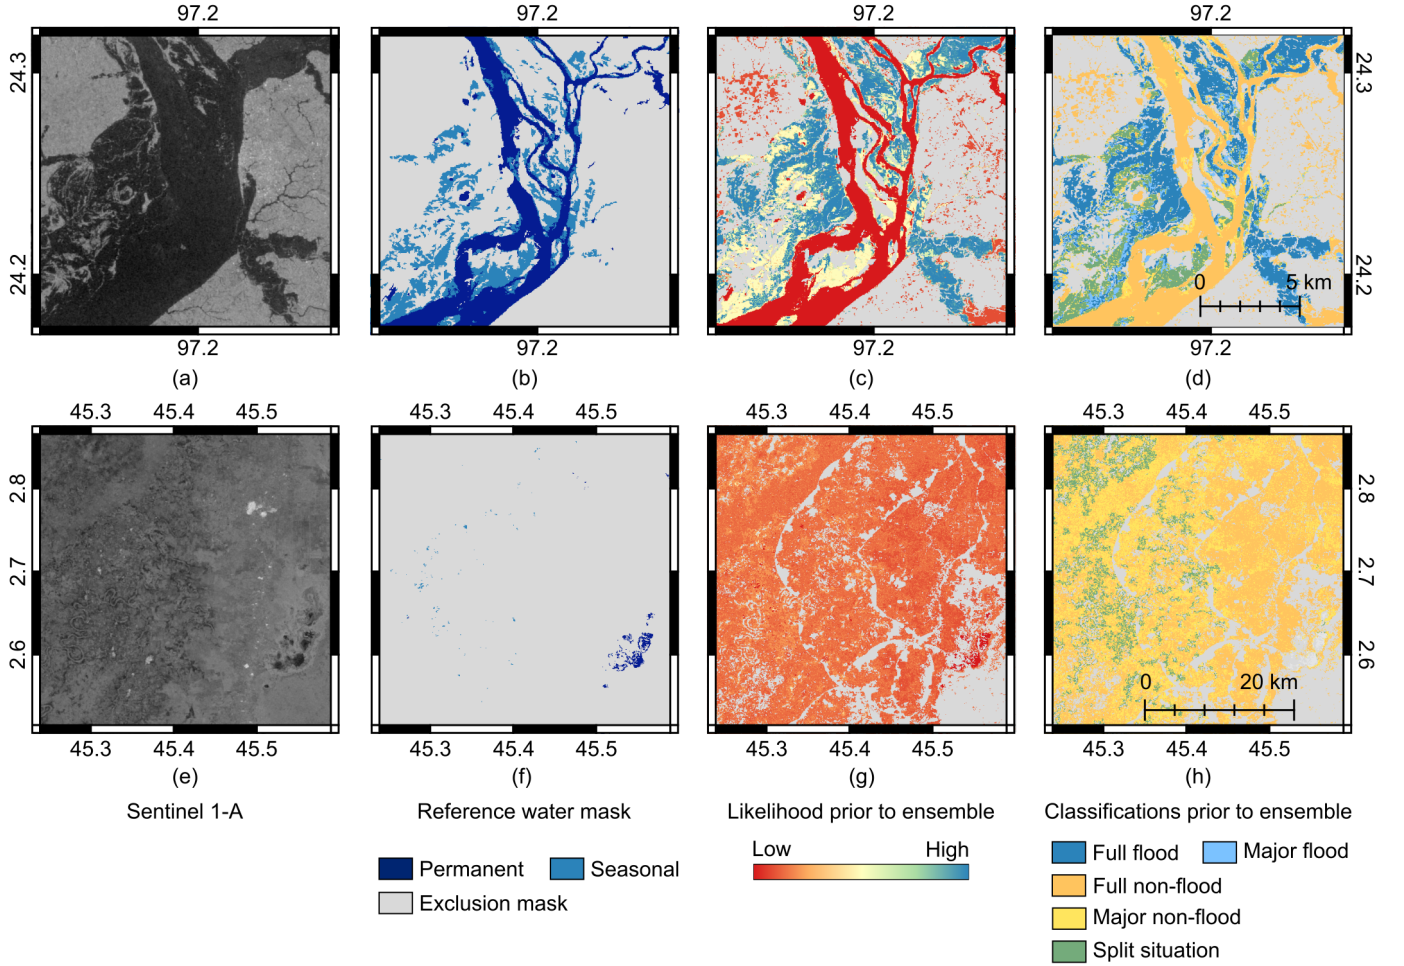 97.2 97.2 97.2 97.2
24.3 24.3
24.2 24.2
0 5 km
97.2 97.2 97.2 97.2
(a) (b) (c) (d)
45.3 45.4 45.5 45.3 45.4 45.5 45.3 45.4 45.5 45.3 45.4 45.5
2.8 2.8
2.7 2.7
2.6 2.6
0 20 km
45.3 45.4 45.5 45.3 45.4 45.5 45.3 45.4 45.5 45.3 45.4 45.5
(e) (f) (g) (h)
Sentinel 1-A Reference water mask Likelihood prior to ensemble Classifications prior to ensemble
Low High
Permanent Seasonal
Exclusion mask
Full flood Major flood
Full non-flood
Major non-flood
Split situation